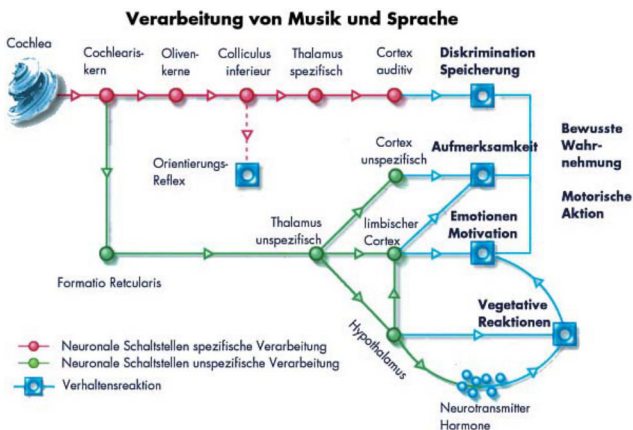 Verarbeitung von Musik und Sprache
Cochlea
Cochlearis-
kern
Oliven-
kerne
Colliculus
inferieur
Thalamus
spezifisch
Cortex
auditiv
Diskrimination
Speicherung
Orientierungs-
Reflex
Cortex
unspezifisch
Aufmerksamkeit
Bewusste
Wahr-
nehmung
Motorische
Aktion
Thalamus
unspezifisch
limbischer
Cortex
Emotionen
Motivation
Formatio Retcularis
Hypothalamus
Vegetative
Reaktionen
Neuronale Schaltstellen spezifische Verarbeitung
Neuronale Schaltstellen unspezifische Verarbeitung
Verhaltensreaktion
Neurotransmitter
Hormone